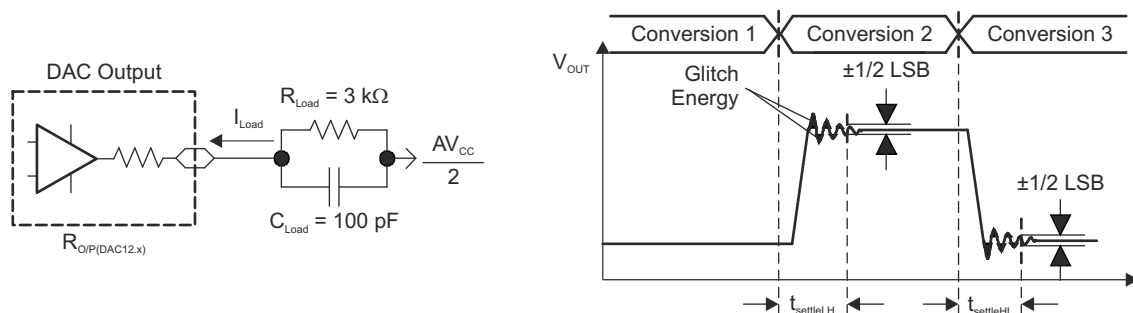 DAC Output
I_Load
R_Load = 3 kΩ
AV_CC
2
C_Load = 100 pF
R_O/P(DAC12.x)
Conversion 1
Conversion 2
Conversion 3
V_OUT
Glitch
Energy
±1/2 LSB
±1/2 LSB
t_settleLH
t_settleHL